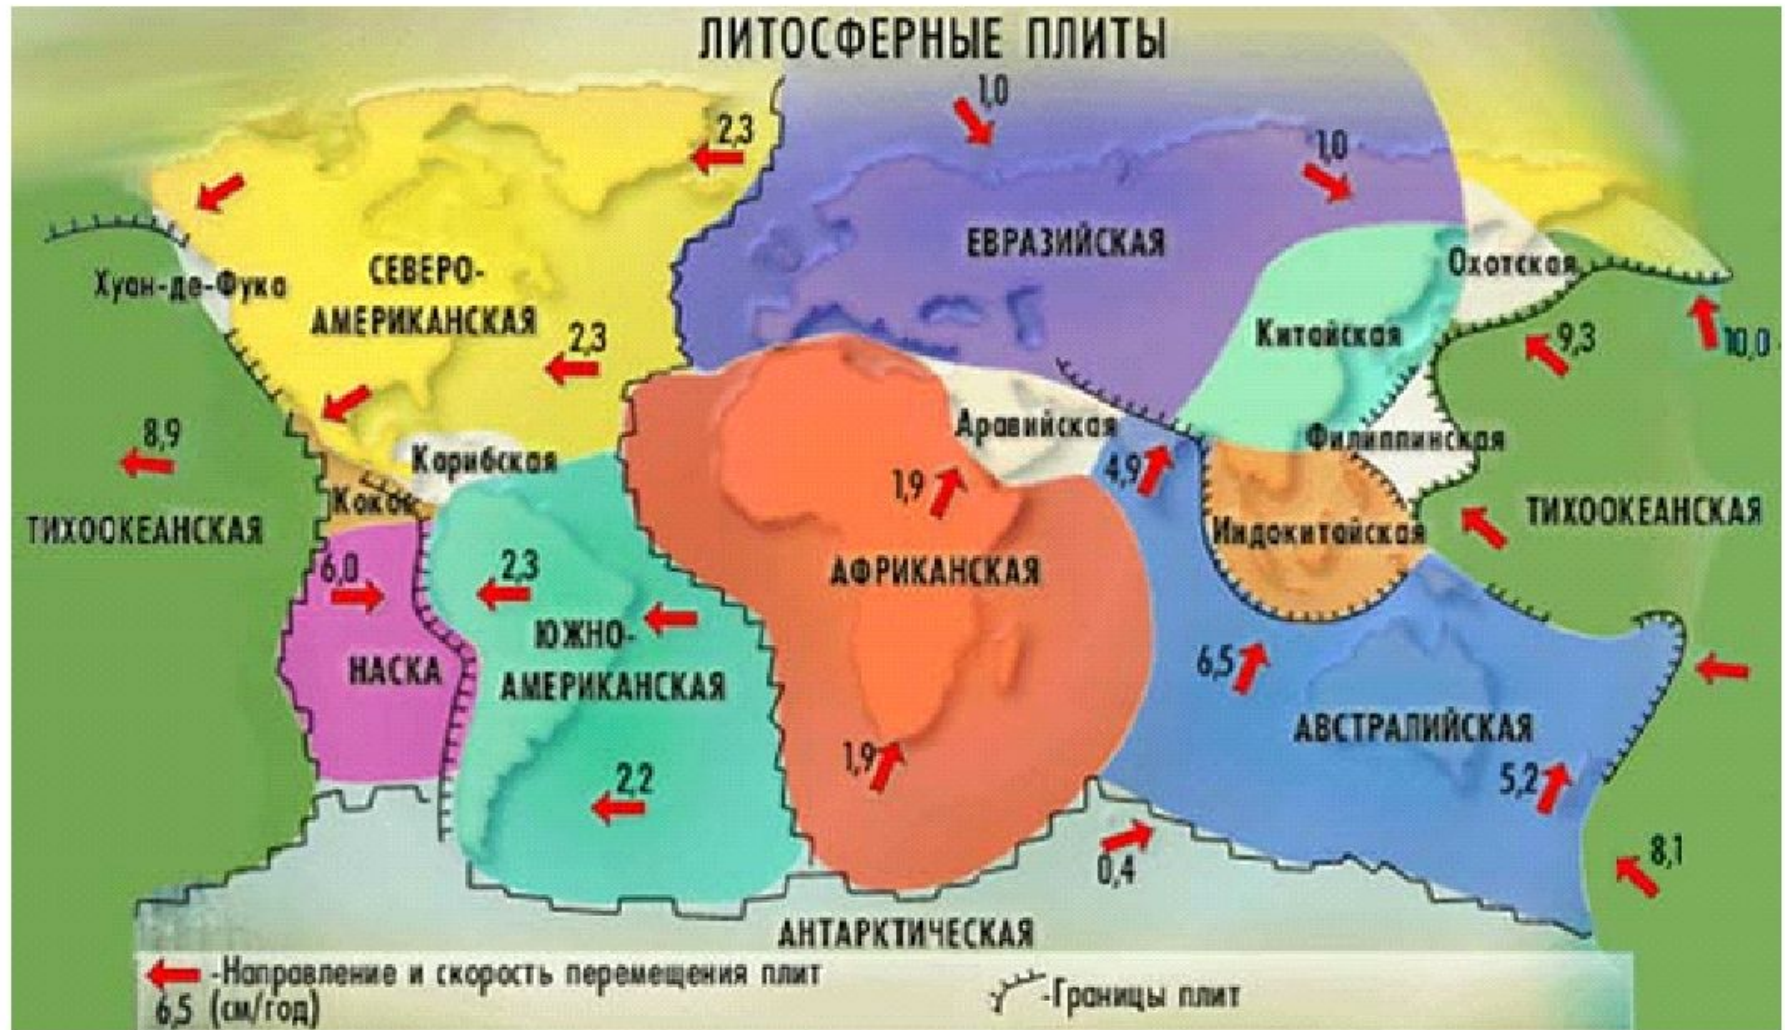 ЛИТОСФЕРНЫЕ ПЛИТЫ
1,0
2,3
1,0
ЕВРАЗИЙСКАЯ
Охотская
Хуан-де-Фука
СЕВЕРО-
АМЕРИКАНСКАЯ
2,3
Китайская
9,3
10,0
8,9
Карибская
Аравийская
Филиппинская
4,9
1,9
Кокос
ТИХООКЕАНСКАЯ
ТИХООКЕАНСКАЯ
Индокитайская
6,0
2,3
АФРИКАНСКАЯ
ЮЖНО-
АМЕРИКАНСКАЯ
НАСКА
6,5
АВСТРАЛИЙСКАЯ
1,9
2,2
5,2
0,4
8,1
АНТАРКТИЧЕСКАЯ
-Направление и скорость перемещения плит
6,5 (см/год)
-Границы плит